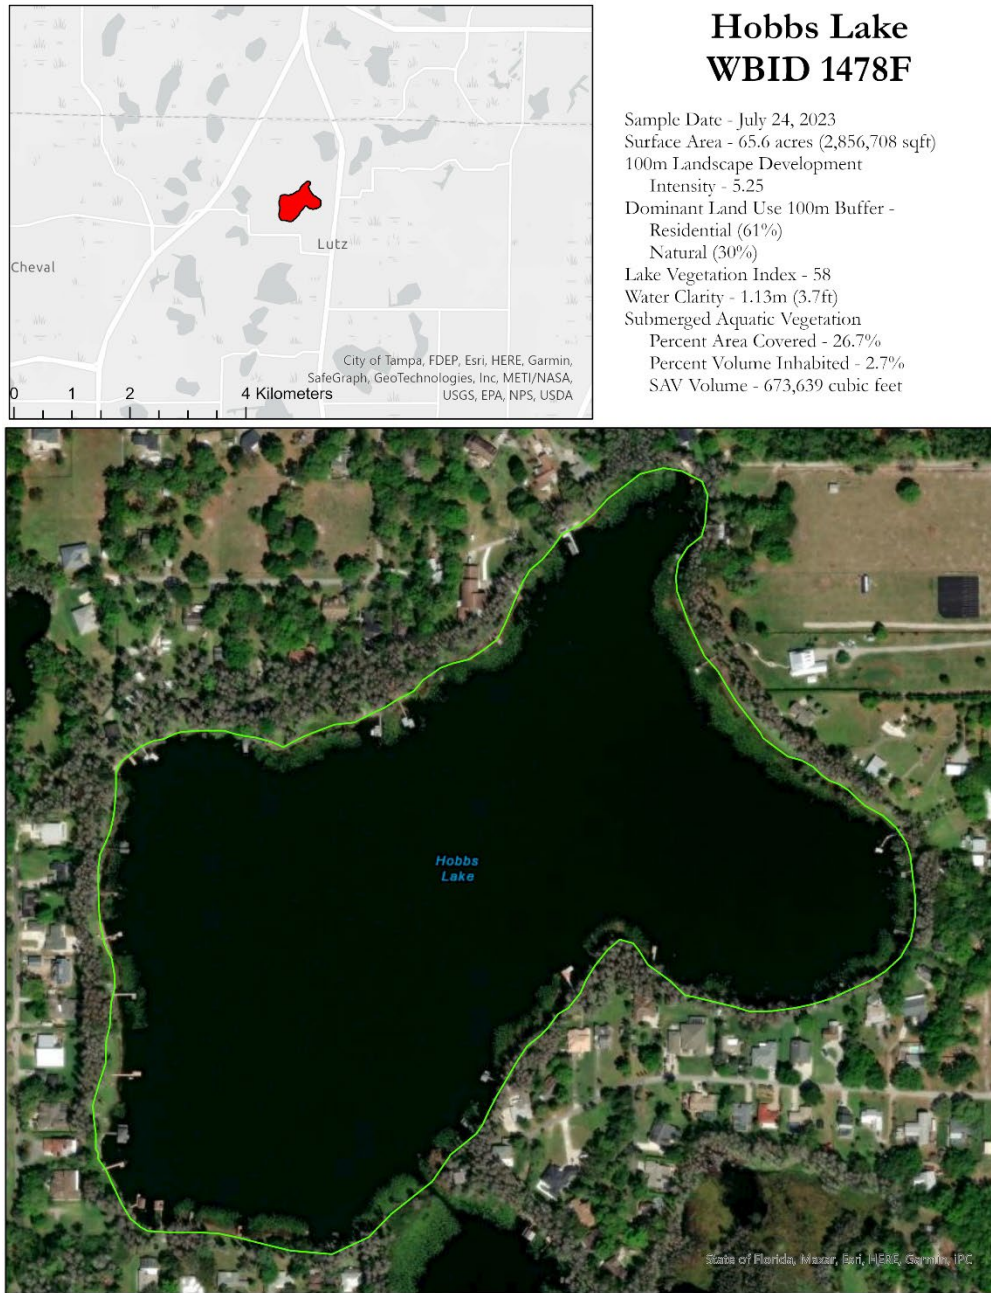 Hobbs Lake
WBID 1478F
Sample Date - July 24, 2023
Surface Area - 65.6 acres (2,856,708 sqft)
100m Landscape Development
Intensity - 5.25
Dominant Land Use 100m Buffer -
Residential (61%)
Natural (30%)
Lake Vegetation Index - 58
Water Clarity - 1.13m (3.7ft)
Submerged Aquatic Vegetation
Percent Area Covered - 26.7%
Percent Volume Inhabited - 2.7%
SAV Volume - 673,639 cubic feet
Lutz
Cheval
City of Tampa, FDEP, Esri, HERE, Garmin,
SafeGraph, GeoTechnologies, Inc, METI/NASA,
USGS, EPA, NPS, USDA
0 1 2 4 Kilometers
Hobbs
Lake
State of Florida, Maxar, Esri, HERE, Garmin, iPC